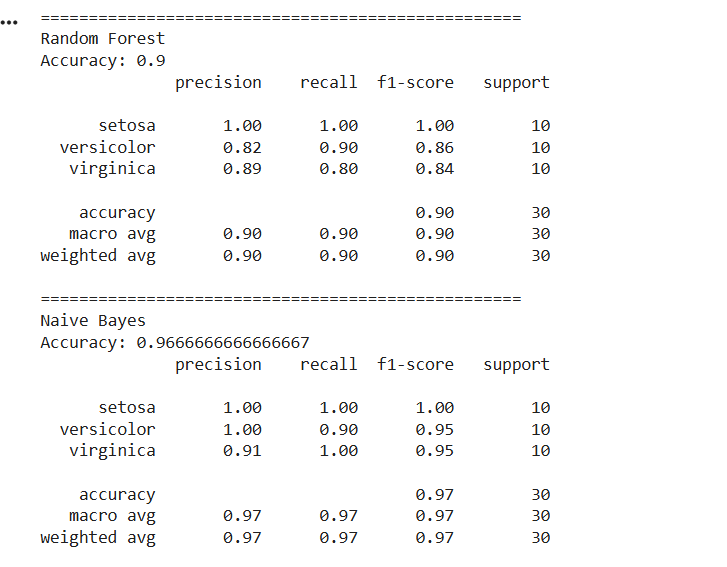 ==================================================
Random Forest
Accuracy: 0.9
              precision    recall  f1-score   support

      setosa       1.00      1.00      1.00        10
  versicolor       0.82      0.90      0.86        10
   virginica       0.89      0.80      0.84        10

    accuracy                           0.90        30
   macro avg       0.90      0.90      0.90        30
weighted avg       0.90      0.90      0.90        30

==================================================
Naive Bayes
Accuracy: 0.9666666666666667
              precision    recall  f1-score   support

      setosa       1.00      1.00      1.00        10
  versicolor       1.00      0.90      0.95        10
   virginica       0.91      1.00      0.95        10

    accuracy                           0.97        30
   macro avg       0.97      0.97      0.97        30
weighted avg       0.97      0.97      0.97        30